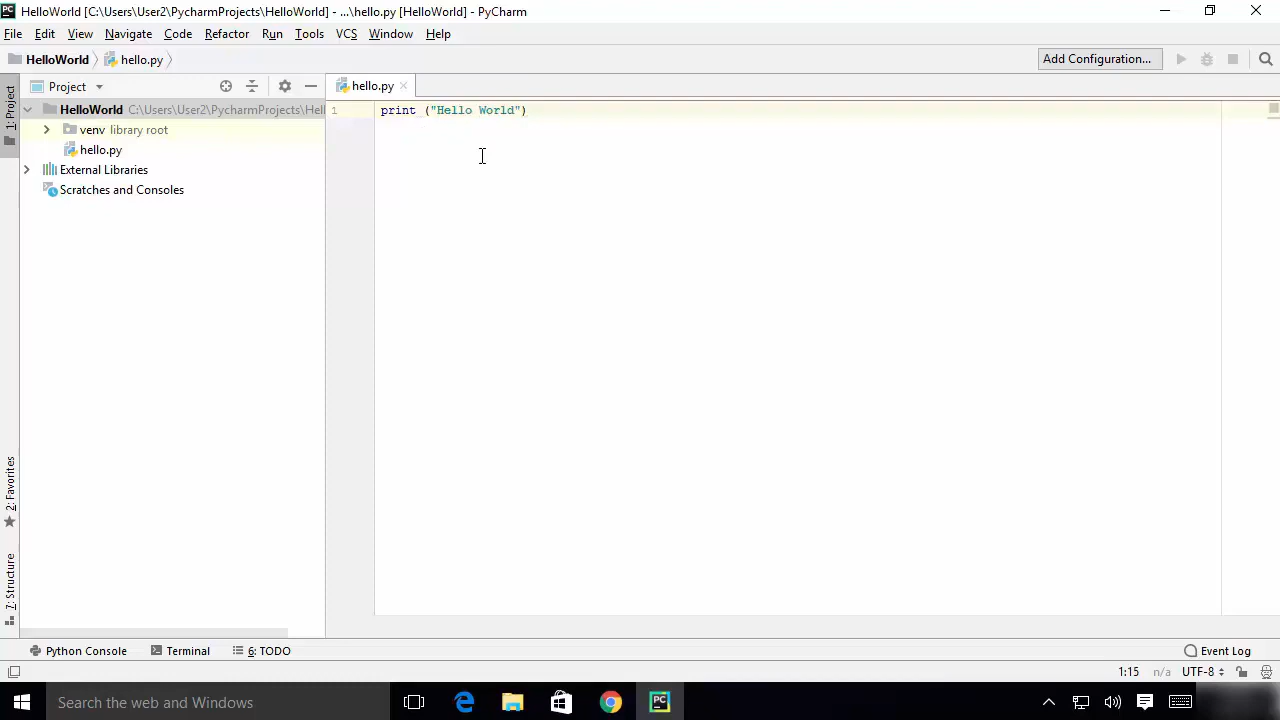 PC HelloWorld [C:\Users\User2\PycharmProjects\HelloWorld] - ...\hello.py [HelloWorld] - PyCharm
File Edit View Navigate Code Refactor Run Tools VCS Window Help
HelloWorld hello.py Add Configuration...
1: Project
Project
hello.py
HelloWorld C:\Users\User2\PycharmProjects\Hel
1 print ("Hello World")
venv library root
hello.py
External Libraries
Scratches and Consoles
2: Favorites
7: Structure
Python Console Terminal 6: TODO Event Log
1:15 n/a UTF-8
Search the web and Windows
PC